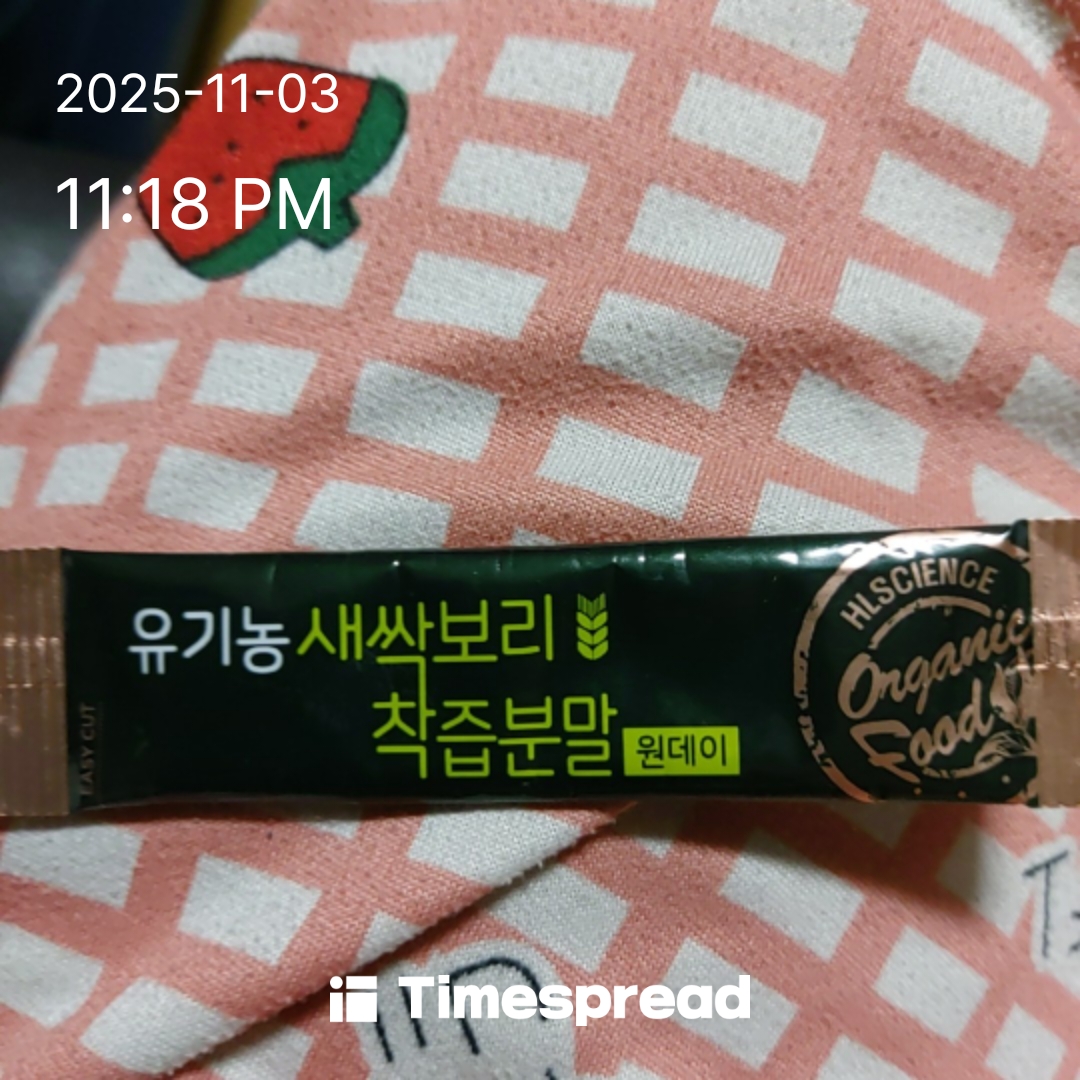 2025-11-03
11:18 PM
유기농 새싹보리
착즙분말 원데이
EASY CUT
HLSCIENCE
Organic
Food
Timespread